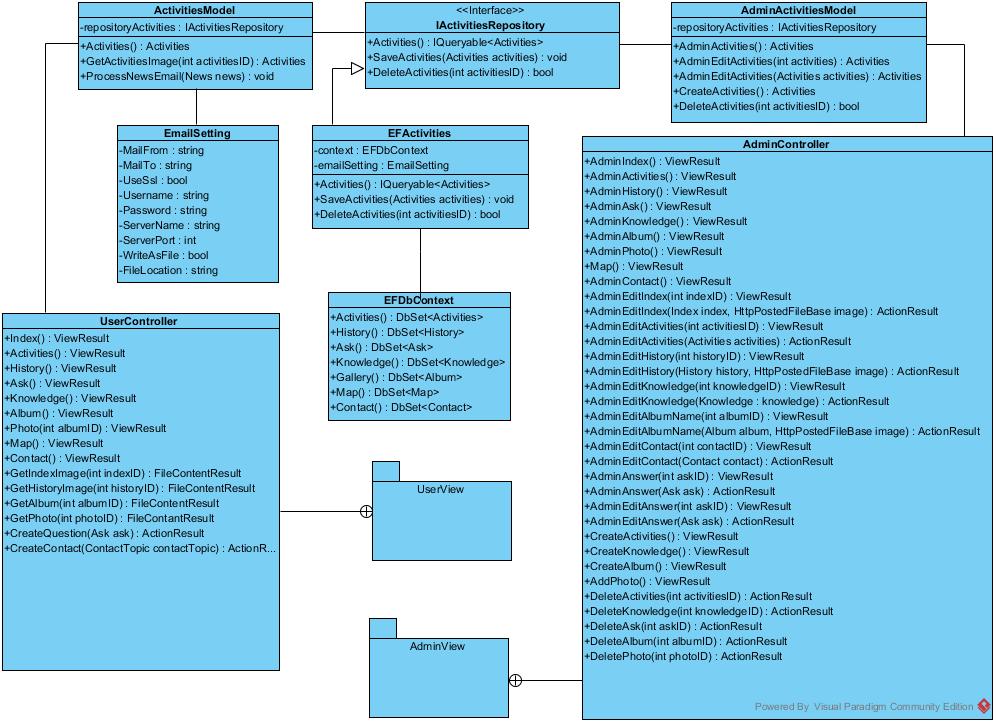 ActivitiesModel
-repositoryActivities : IActivitiesRepository
+Activities() : Activities
+GetActivitiesImage(int activitiesID) : Activities
+ProcessNewsEmail(News news) : void
<<Interface>>
IActivitiesRepository
+Activities() : IQueryable<Activities>
+SaveActivities(Activities activities) : void
+DeleteActivities(int activitiesID) : bool
AdminActivitiesModel
-repositoryActivities : IActivitiesRepository
+AdminActivities() : Activities
+AdminEditActivities(int activities) : Activities
+AdminEditActivities(Activities activities) : Activities
+CreateActivities() : Activities
+DeleteActivities(int activitiesID) : bool
EmailSetting
-MailFrom : string
-MailTo : string
-UseSsl : bool
-Username : string
-Password : string
-ServerName : string
-ServerPort : int
-WriteAsFile : bool
-FileLocation : string
EFActivities
-context : EFDbContext
-emailSetting : EmailSetting
+Activities() : IQueryable<Activities>
+SaveActivities(Activities activities) : void
+DeleteActivities(int activitiesID) : bool
EFDbContext
+Activities() : DbSet<Activities>
+History() : DbSet<History>
+Ask() : DbSet<Ask>
+Knowledge() : DbSet<Knowledge>
+Gallery() : DbSet<Album>
+Map() : DbSet<Map>
+Contact() : DbSet<Contact>
UserController
+Index() : ViewResult
+Activities() : ViewResult
+History() : ViewResult
+Ask() : ViewResult
+Knowledge() : ViewResult
+Album() : ViewResult
+Photo(int albumID) : ViewResult
+Map() : ViewResult
+Contact() : ViewResult
+GetIndexImage(int indexID) : FileContentResult
+GetHistoryImage(int historyID) : FileContentResult
+GetAlbum(int albumID) : FileContentResult
+GetPhoto(int photoID) : FileContantResult
+CreateQuestion(Ask ask) : ActionResult
+CreateContact(ContactTopic contactTopic) : ActionR...
UserView
AdminView
AdminController
+AdminIndex() : ViewResult
+AdminActivities() : ViewResult
+AdminHistory() : ViewResult
+AdminAsk() : ViewResult
+AdminKnowledge() : ViewResult
+AdminAlbum() : ViewResult
+AdminPhoto() : ViewResult
+Map() : ViewResult
+AdminContact() : ViewResult
+AdminEditIndex(int indexID) : ViewResult
+AdminEditIndex(Index index, HttpPostedFileBase image) : ActionResult
+AdminEditActivities(int activitiesID) : ViewResult
+AdminEditActivities(Activities activities) : ActionResult
+AdminEditHistory(int historyID) : ViewResult
+AdminEditHistory(History history, HttpPostedFileBase image) : ActionResult
+AdminEditKnowledge(int knowledgeID) : ViewResult
+AdminEditKnowledge(Knowledge : knowledge) : ActionResult
+AdminEditAlbumName(int albumID) : ViewResult
+AdminEditAlbumName(Album album, HttpPostedFileBase image) : ActionResult
+AdminEditContact(int contactID) : ViewResult
+AdminEditContact(Contact contact) : ActionResult
+AdminAnswer(int askID) : ViewResult
+AdminAnswer(Ask ask) : ActionResult
+AdminEditAnswer(int askID) : ViewResult
+AdminEditAnswer(Ask ask) : ActionResult
+CreateActivities() : ViewResult
+CreateKnowledge() : ViewResult
+CreateAlbum() : ViewResult
+AddPhoto() : ViewResult
+DeleteActivities(int activitiesID) : ActionResult
+DeleteKnowledge(int knowledgeID) : ActionResult
+DeleteAsk(int askID) : ActionResult
+DeleteAlbum(int albumID) : ActionResult
+DeletePhoto(int photoID) : ActionResult
Powered By Visual Paradigm Community Edition